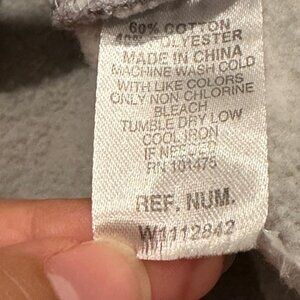 60% COTTON
40% POLYESTER
MADE IN CHINA
MACHINE WASH COLD
WITH LIKE COLORS
ONLY NON CHLORINE
BLEACH
TUMBLE DRY LOW
COOL IRON
IF NEEDED
RN 101475
REF. NUM.
W1112842